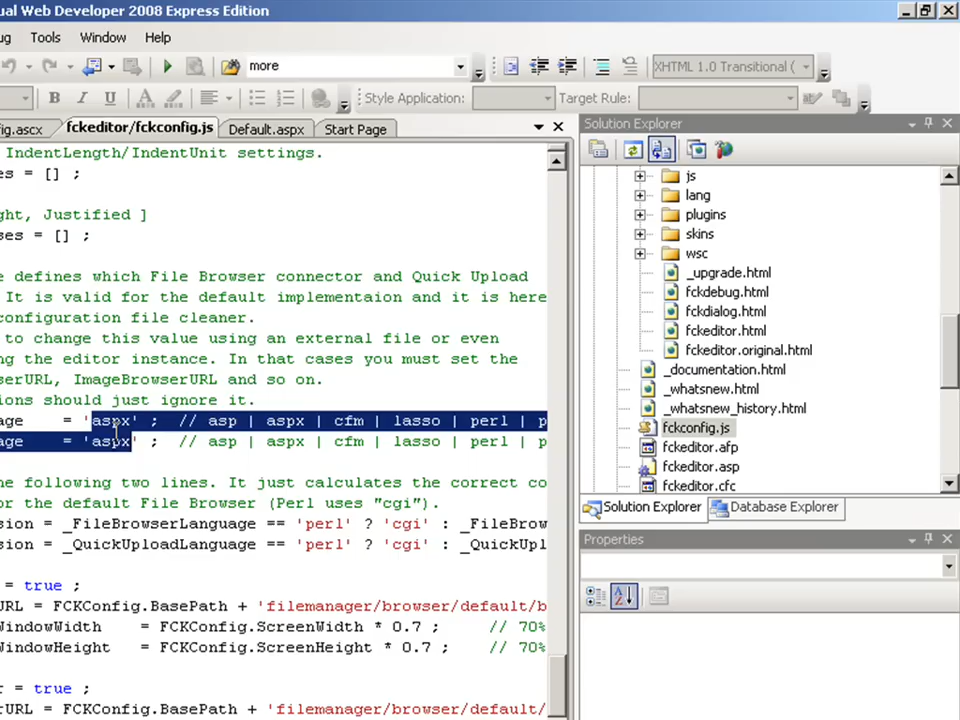 ual Web Developer 2008 Express Edition
ug Tools Window Help
more
XHTML 1.0 Transitional (
B I U A Style Application: Target Rule:
fig.ascx fckeditor/fckconfig.js Default.aspx Start Page
IndentLength/IndentUnit settings.
es = [] ;
ght, Justified ]
ses = [] ;
e defines which File Browser connector and Quick Upload
It is valid for the default implementaion and it is here
configuration file cleaner.
to change this value using an external file or even
ng the editor instance. In that cases you must set the
serURL, ImageBrowserURL and so on.
ions should just ignore it.
age = 'aspx' ; // asp | aspx | cfm | lasso | perl | p
age = 'aspx' ; // asp | aspx | cfm | lasso | perl | p
he following two lines. It just calculates the correct co
or the default File Browser (Perl uses "cgi").
sion = _FileBrowserLanguage == 'perl' ? 'cgi' : _FileBrow
sion = _QuickUploadLanguage == 'perl' ? 'cgi' : _QuickUpl
= true ;
URL = FCKConfig.BasePath + 'filemanager/browser/default/b
WindowWidth = FCKConfig.ScreenWidth * 0.7 ; // 70%
WindowHeight = FCKConfig.ScreenHeight * 0.7 ; // 70%
r = true ;
erURL = FCKConfig.BasePath + 'filemanager/browser/default/
Solution Explorer
js
lang
plugins
skins
wsc
_upgrade.html
fckdebug.html
fckdialog.html
fckeditor.html
fckeditor.original.html
_documentation.html
_whatsnew.html
_whatsnew_history.html
fckconfig.js
fckeditor.afp
fckeditor.asp
fckeditor.cfc
Solution Explorer Database Explorer
Properties